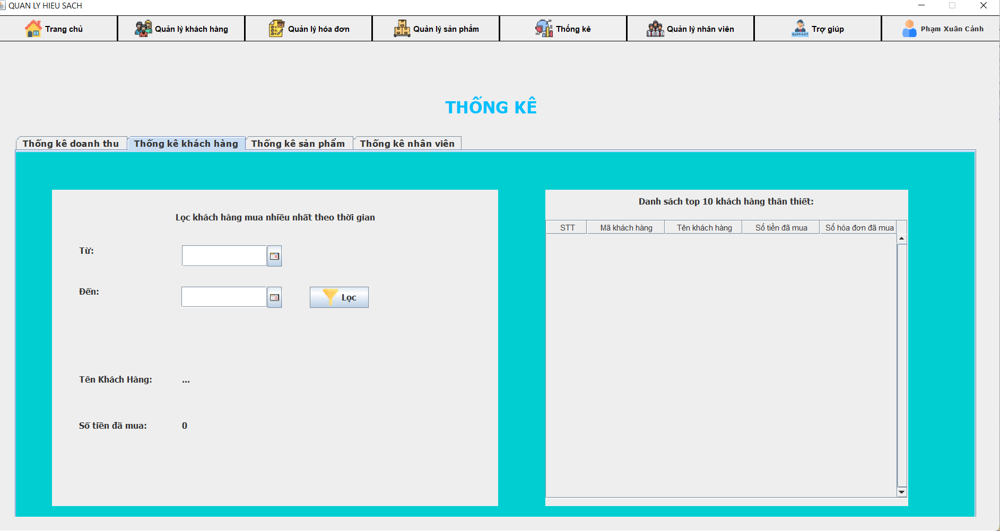 QUAN LY HIEU SACH
Trang chủ
Quản lý khách hàng
Quản lý hóa đơn
Quản lý sản phẩm
Thống kê
Quản lý nhân viên
SUPPORT
Trợ giúp
Phạm Xuân Cảnh
THỐNG KÊ
Thống kê doanh thu
Thống kê khách hàng
Thống kê sản phẩm
Thống kê nhân viên
Lọc khách hàng mua nhiều nhất theo thời gian
Từ:
Đến:
Lọc
Tên Khách Hàng: ...
Số tiền đã mua: 0
Danh sách top 10 khách hàng thân thiết:
STT Mã khách hàng Tên khách hàng Số tiền đã mua Số hóa đơn đã mua